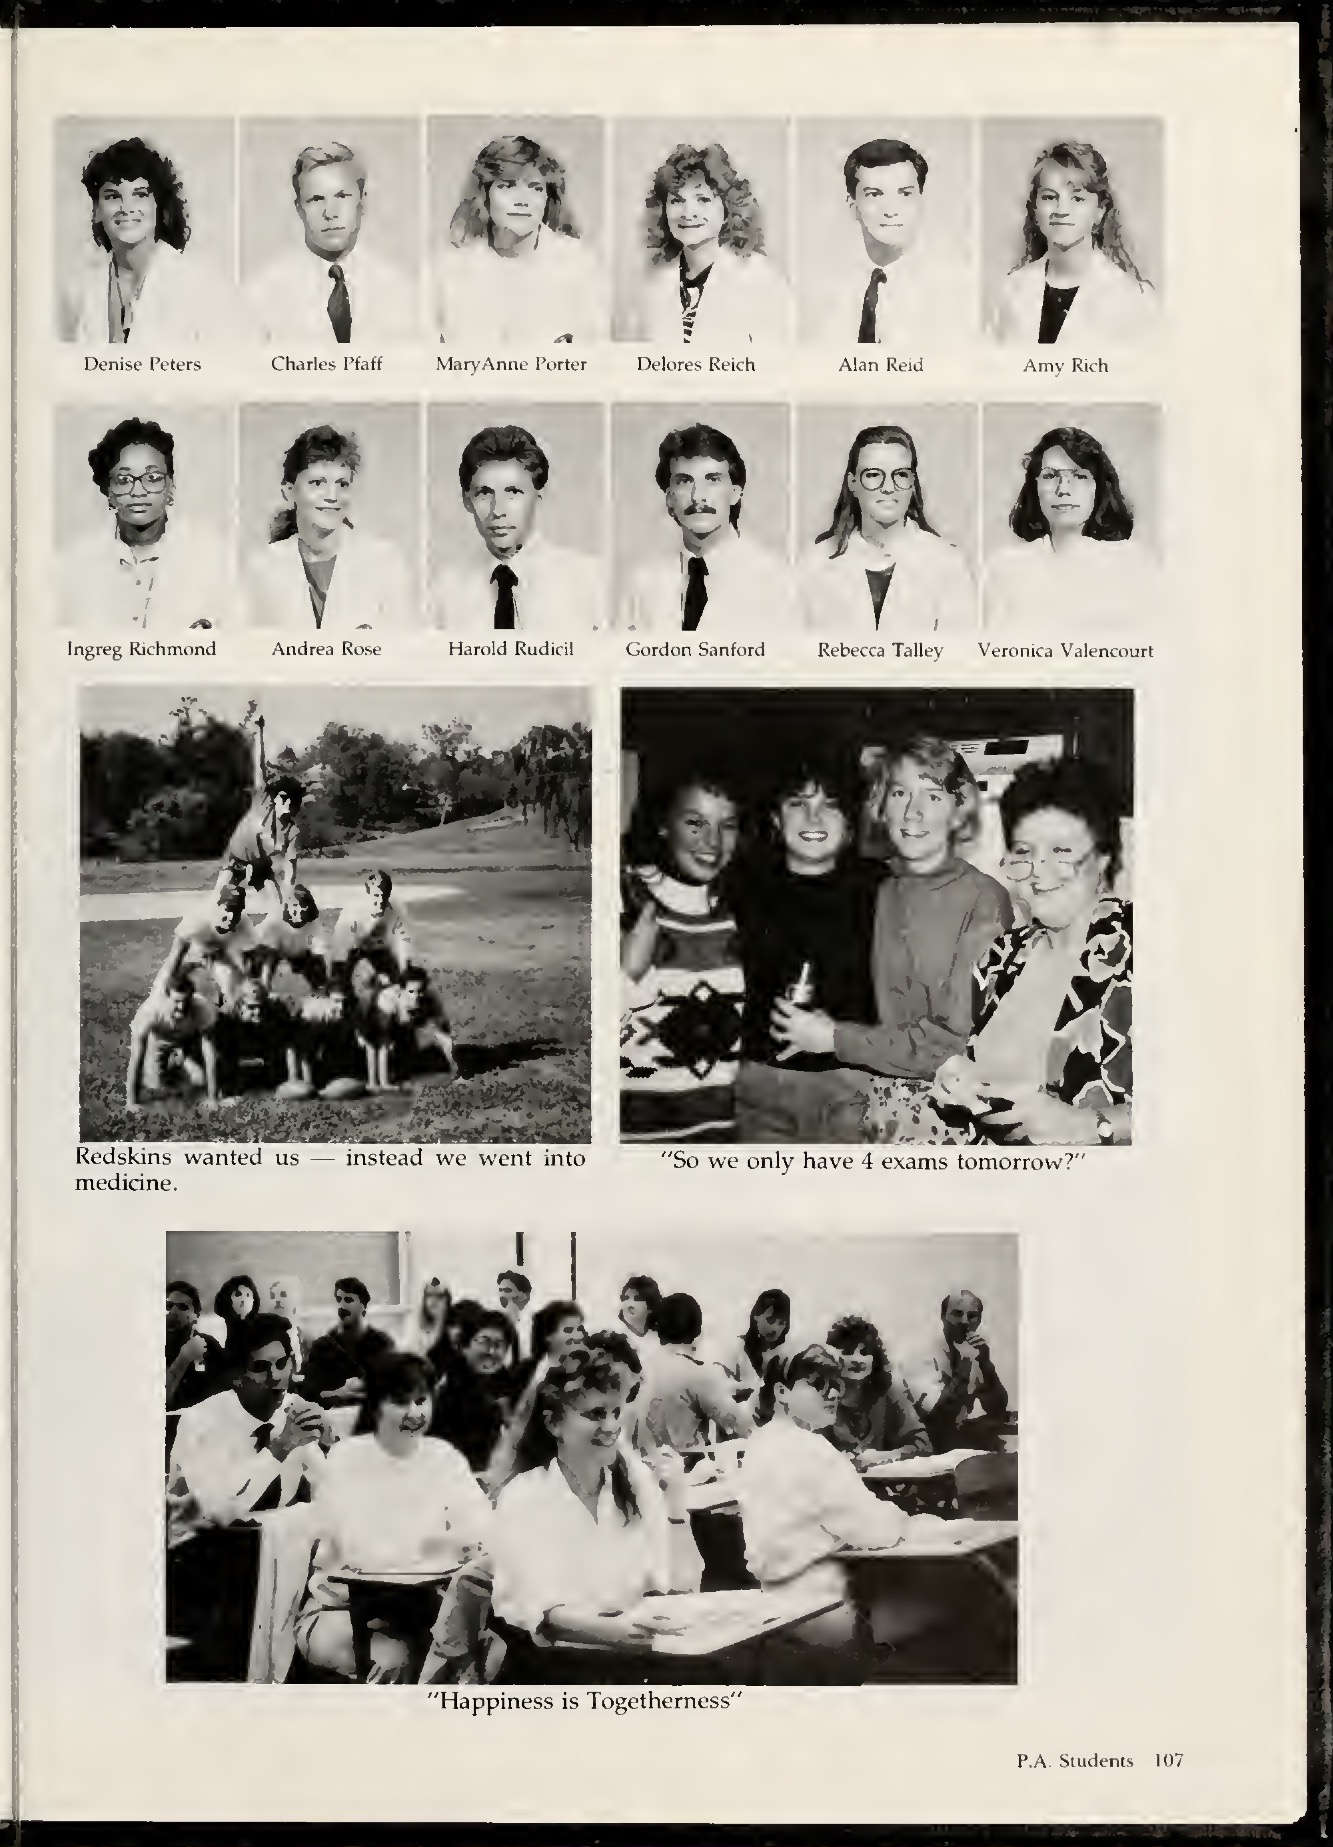 Denise Peters Charles Pfaff MaryAnne Porter Delores Reich Alan Reid Amy Rich
Ingreg Richmond Andrea Rose Harold Rudicil Gordon Sanford Rebecca Talley Veronica Valencourt
Redskins wanted us — instead we went into
medicine.
"So we only have 4 exams tomorrow?"
"Happiness is Togetherness"
P.A. Students 107